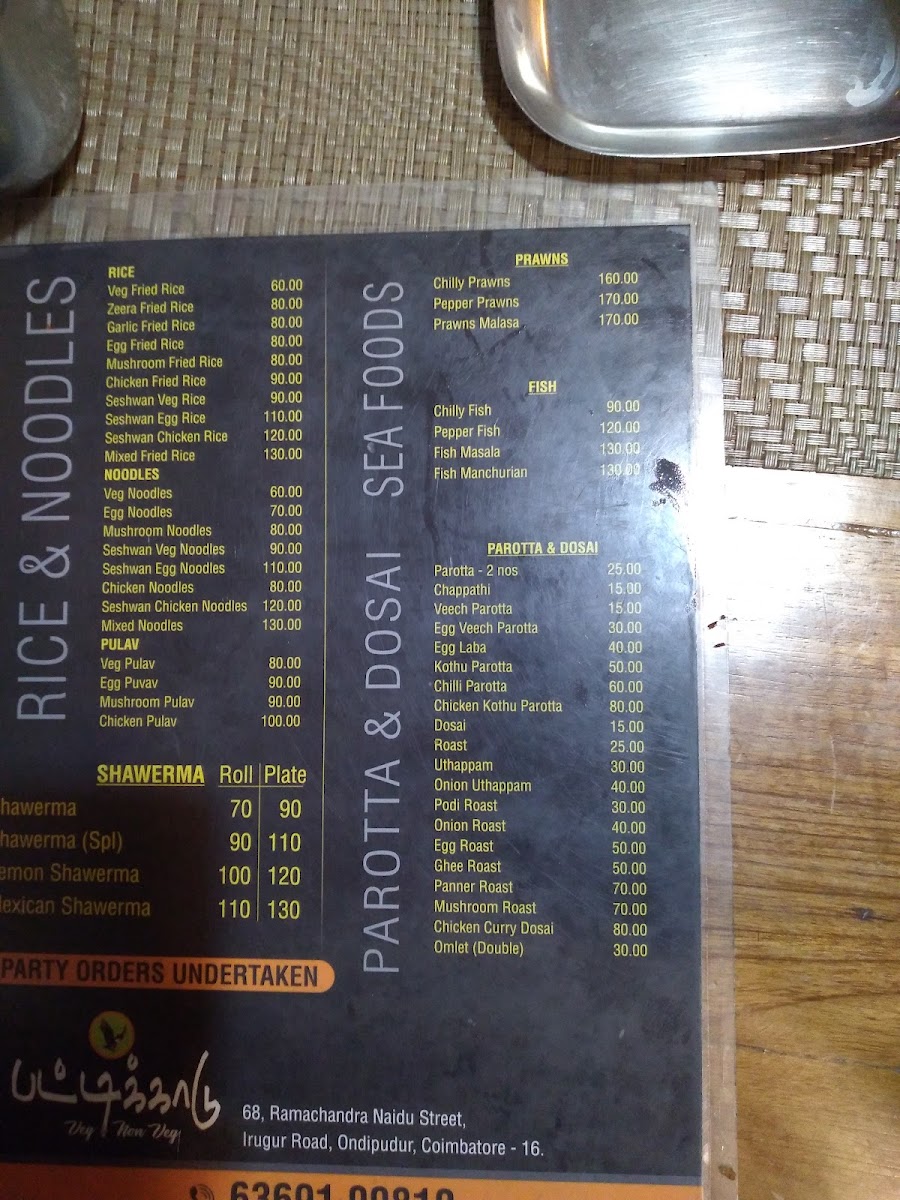 RICE & NOODLES
RICE
Veg Fried Rice 60.00
Zeera Fried Rice 80.00
Garlic Fried Rice 80.00
Egg Fried Rice 80.00
Mushroom Fried Rice 80.00
Chicken Fried Rice 90.00
Seshwan Veg Rice 90.00
Seshwan Egg Rice 110.00
Seshwan Chicken Rice 120.00
Mixed Fried Rice 130.00
NOODLES
Veg Noodles 60.00
Egg Noodles 70.00
Mushroom Noodles 80.00
Seshwan Veg Noodles 90.00
Seshwan Egg Noodles 110.00
Chicken Noodles 80.00
Seshwan Chicken Noodles 120.00
Mixed Noodles 130.00
PULAV
Veg Pulav 80.00
Egg Puvav 90.00
Mushroom Pulav 90.00
Chicken Pulav 100.00
SHAWERMA Roll Plate
hawerma 70 90
hawerma (Spl) 90 110
emon Shawerma 100 120
exican Shawerma 110 130
PARTY ORDERS UNDERTAKEN
SEA FOODS
PRAWNS
Chilly Prawns 160.00
Pepper Prawns 170.00
Prawns Malasa 170.00
FISH
Chilly Fish 90.00
Pepper Fish 120.00
Fish Masala 130.00
Fish Manchurian 130.00
PAROTTA & DOSAI
PAROTTA & DOSAI
Parotta - 2 nos 25.00
Chappathi 15.00
Veech Parotta 15.00
Egg Veech Parotta 30.00
Egg Laba 40.00
Kothu Parotta 50.00
Chilli Parotta 60.00
Chicken Kothu Parotta 80.00
Dosai 15.00
Roast 25.00
Uthappam 30.00
Onion Uthappam 40.00
Podi Roast 30.00
Onion Roast 40.00
Egg Roast 50.00
Ghee Roast 50.00
Panner Roast 70.00
Mushroom Roast 70.00
Chicken Curry Dosai 80.00
Omlet (Double) 30.00
பட்டிக்காடு
Veg Non Veg
68, Ramachandra Naidu Street,
Irugur Road, Ondipudur, Coimbatore - 16.